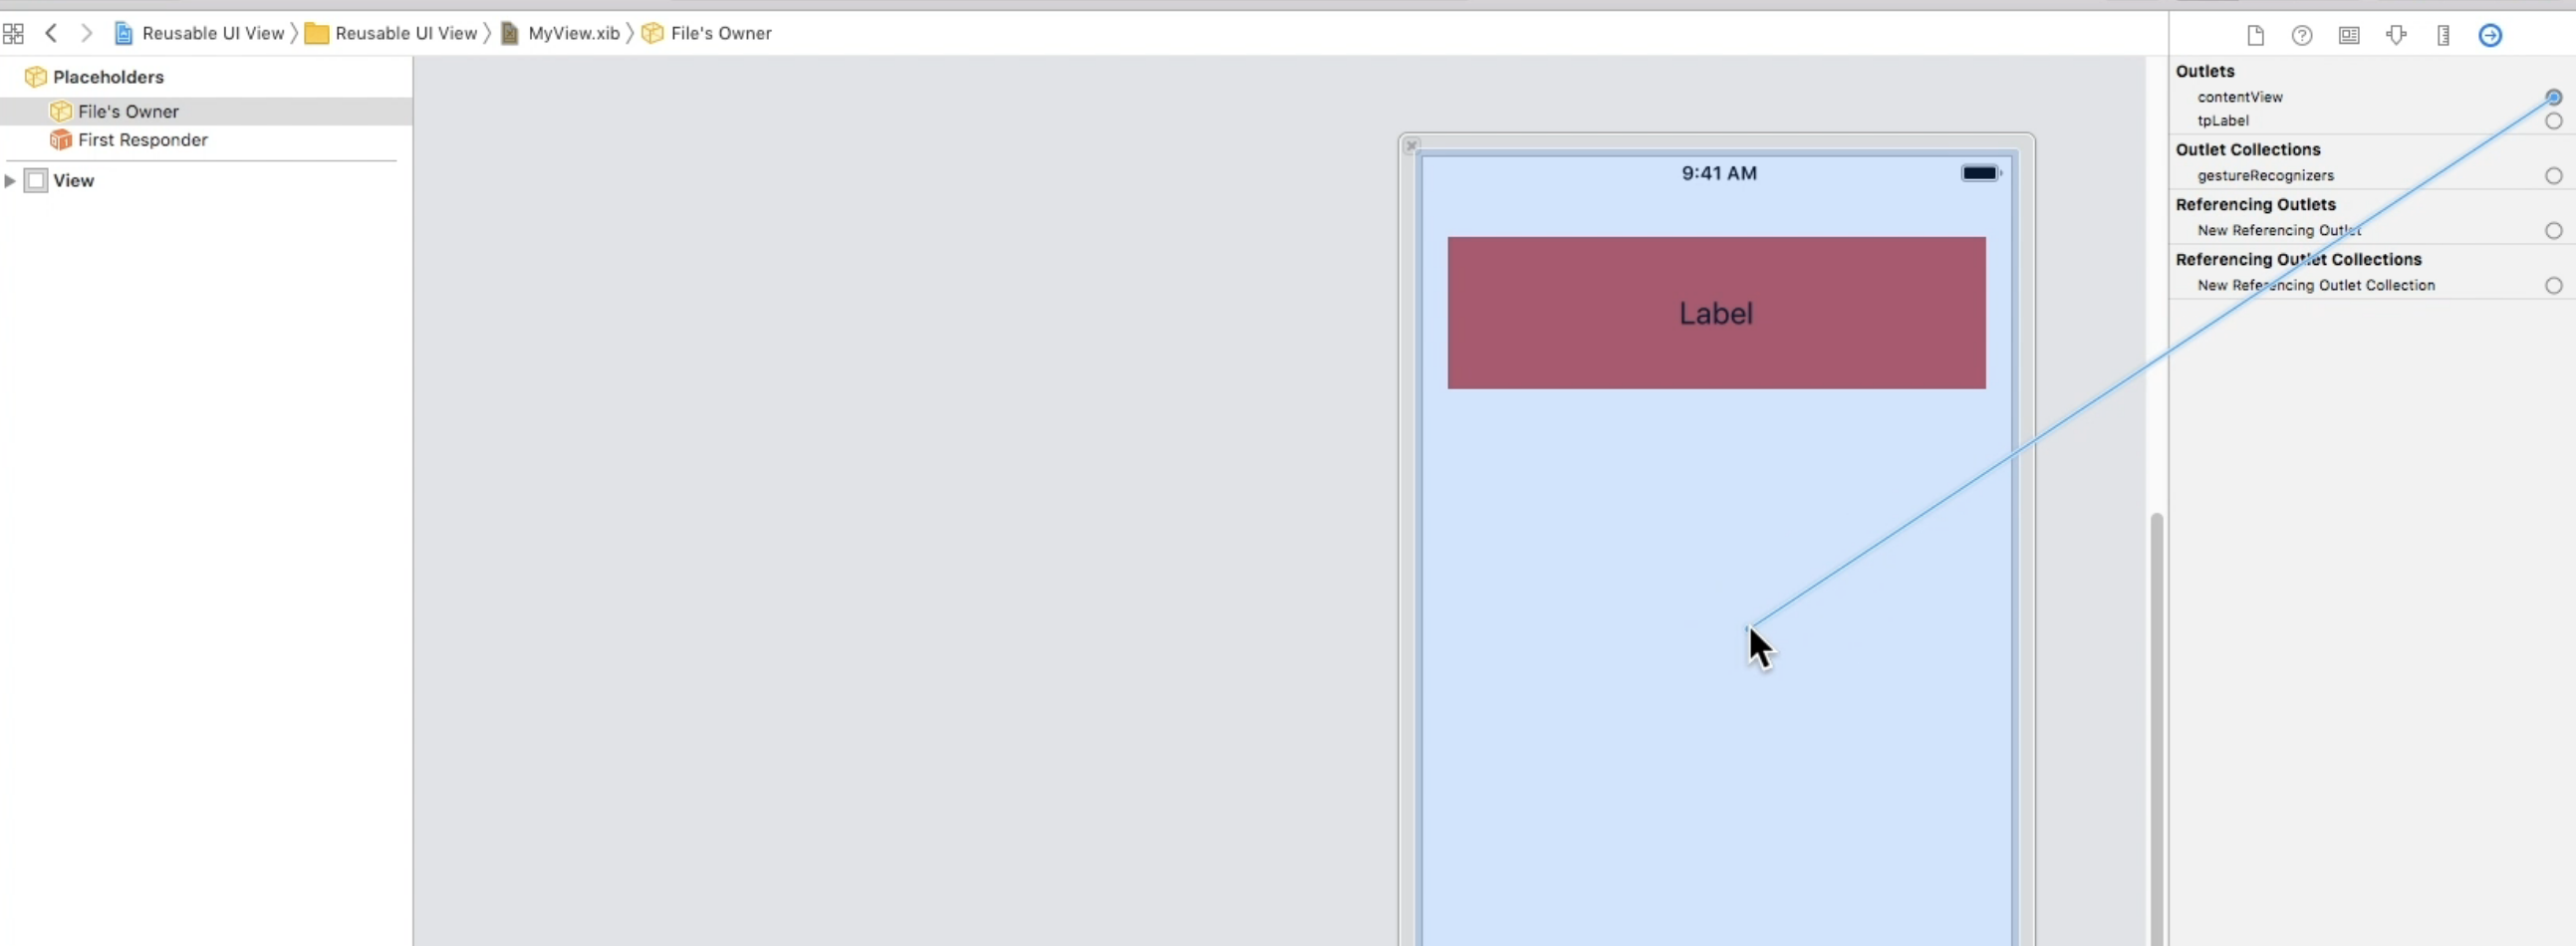 Reusable UI View 〉 Reusable UI View 〉 MyView.xib 〉 File's Owner
Placeholders
File's Owner
First Responder
View
9:41 AM
Label
Outlets
contentView
tpLabel
Outlet Collections
gestureRecognizers
Referencing Outlets
New Referencing Outlet
Referencing Outlet Collections
New Referencing Outlet Collection